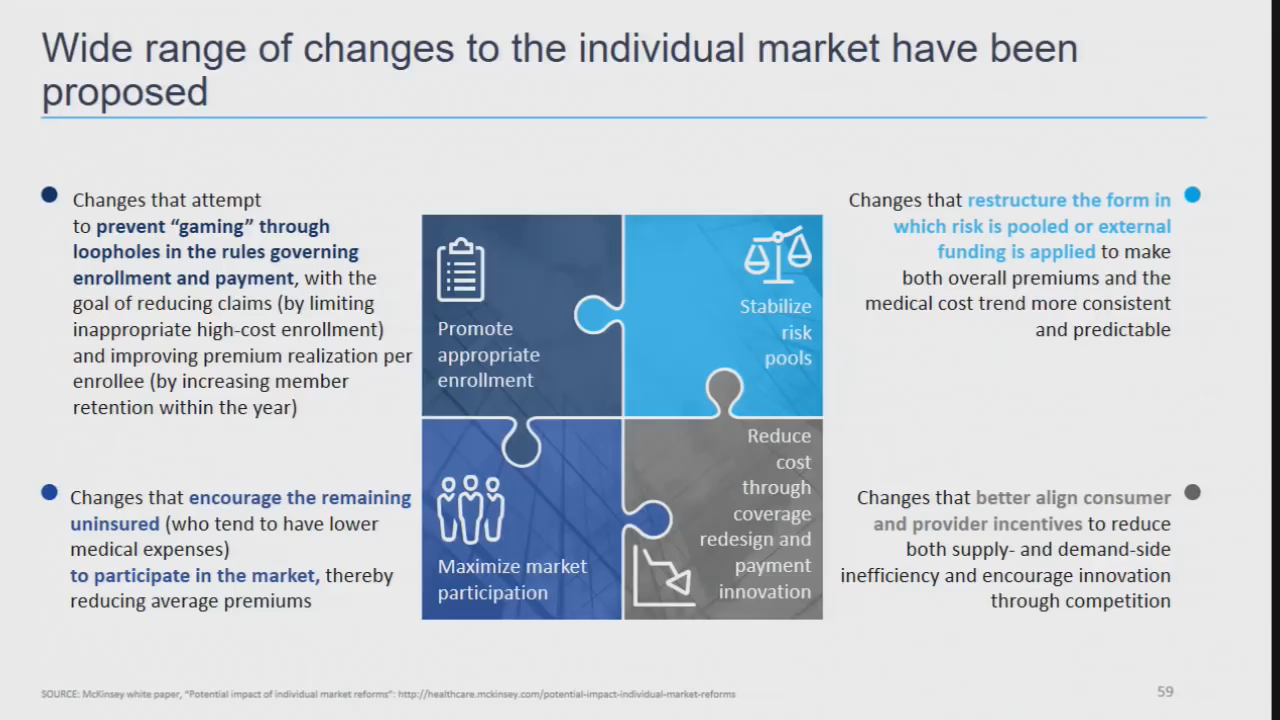 Wide range of changes to the individual market have been
proposed
Changes that attempt
to prevent “gaming” through
loopholes in the rules governing
enrollment and payment, with the
goal of reducing claims (by limiting
inappropriate high-cost enrollment)
and improving premium realization per
enrollee (by increasing member
retention within the year)
Changes that encourage the remaining
uninsured (who tend to have lower
medical expenses)
to participate in the market, thereby
reducing average premiums
Promote
appropriate
enrollment
Stabilize
risk
pools
Maximize market
participation
Reduce
cost
through
coverage
redesign and
payment
innovation
Changes that restructure the form in
which risk is pooled or external
funding is applied to make
both overall premiums and the
medical cost trend more consistent
and predictable
Changes that better align consumer
and provider incentives to reduce
both supply- and demand-side
inefficiency and encourage innovation
through competition
SOURCE: McKinsey white paper, “Potential impact of individual market reforms”: http://healthcare.mckinsey.com/potential-impact-individual-market-reforms
59